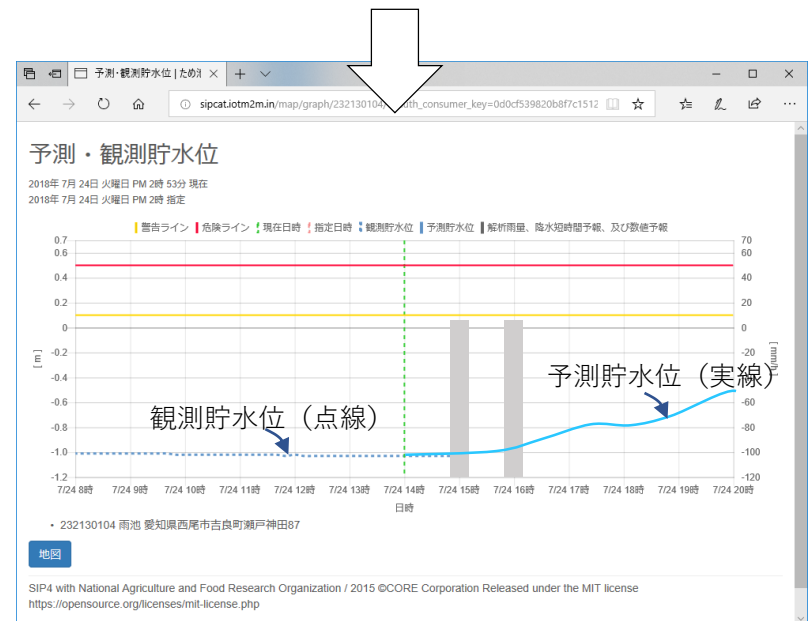 予測・観測貯水位 | ため池
sipcat.iotm2m.in/map/graph/232130104/
uth_consumer_key=0d0cf539820b8f7c1512
予測・観測貯水位
2018年 7月 24日 火曜日 PM 2時 53分 現在
2018年 7月 24日 火曜日 PM 2時 指定
警告ライン 危険ライン 現在日時 指定日時 観測貯水位 予測貯水位 解析雨量、降水短時間予報、及び数値予報
0.7 70
0.6 60
0.4 40
0.2 20
0 0
-0.2 -20
[ m ] [ mm/h ]
-0.4
予測貯水位（実線）
-0.6 -60
観測貯水位（点線）
-0.8 -80
-1.0 -100
-1.2 -120
7/24 8時 7/24 9時 7/24 10時 7/24 11時 7/24 12時 7/24 13時 7/24 14時 7/24 15時 7/24 16時 7/24 17時 7/24 18時 7/24 19時 7/24 20時
日時
・ 232130104 雨池 愛知県西尾市吉良町瀬戸神田87
地図
SIP4 with National Agriculture and Food Research Organization / 2015 ©CORE Corporation Released under the MIT license
https://opensource.org/licenses/mit-license.php